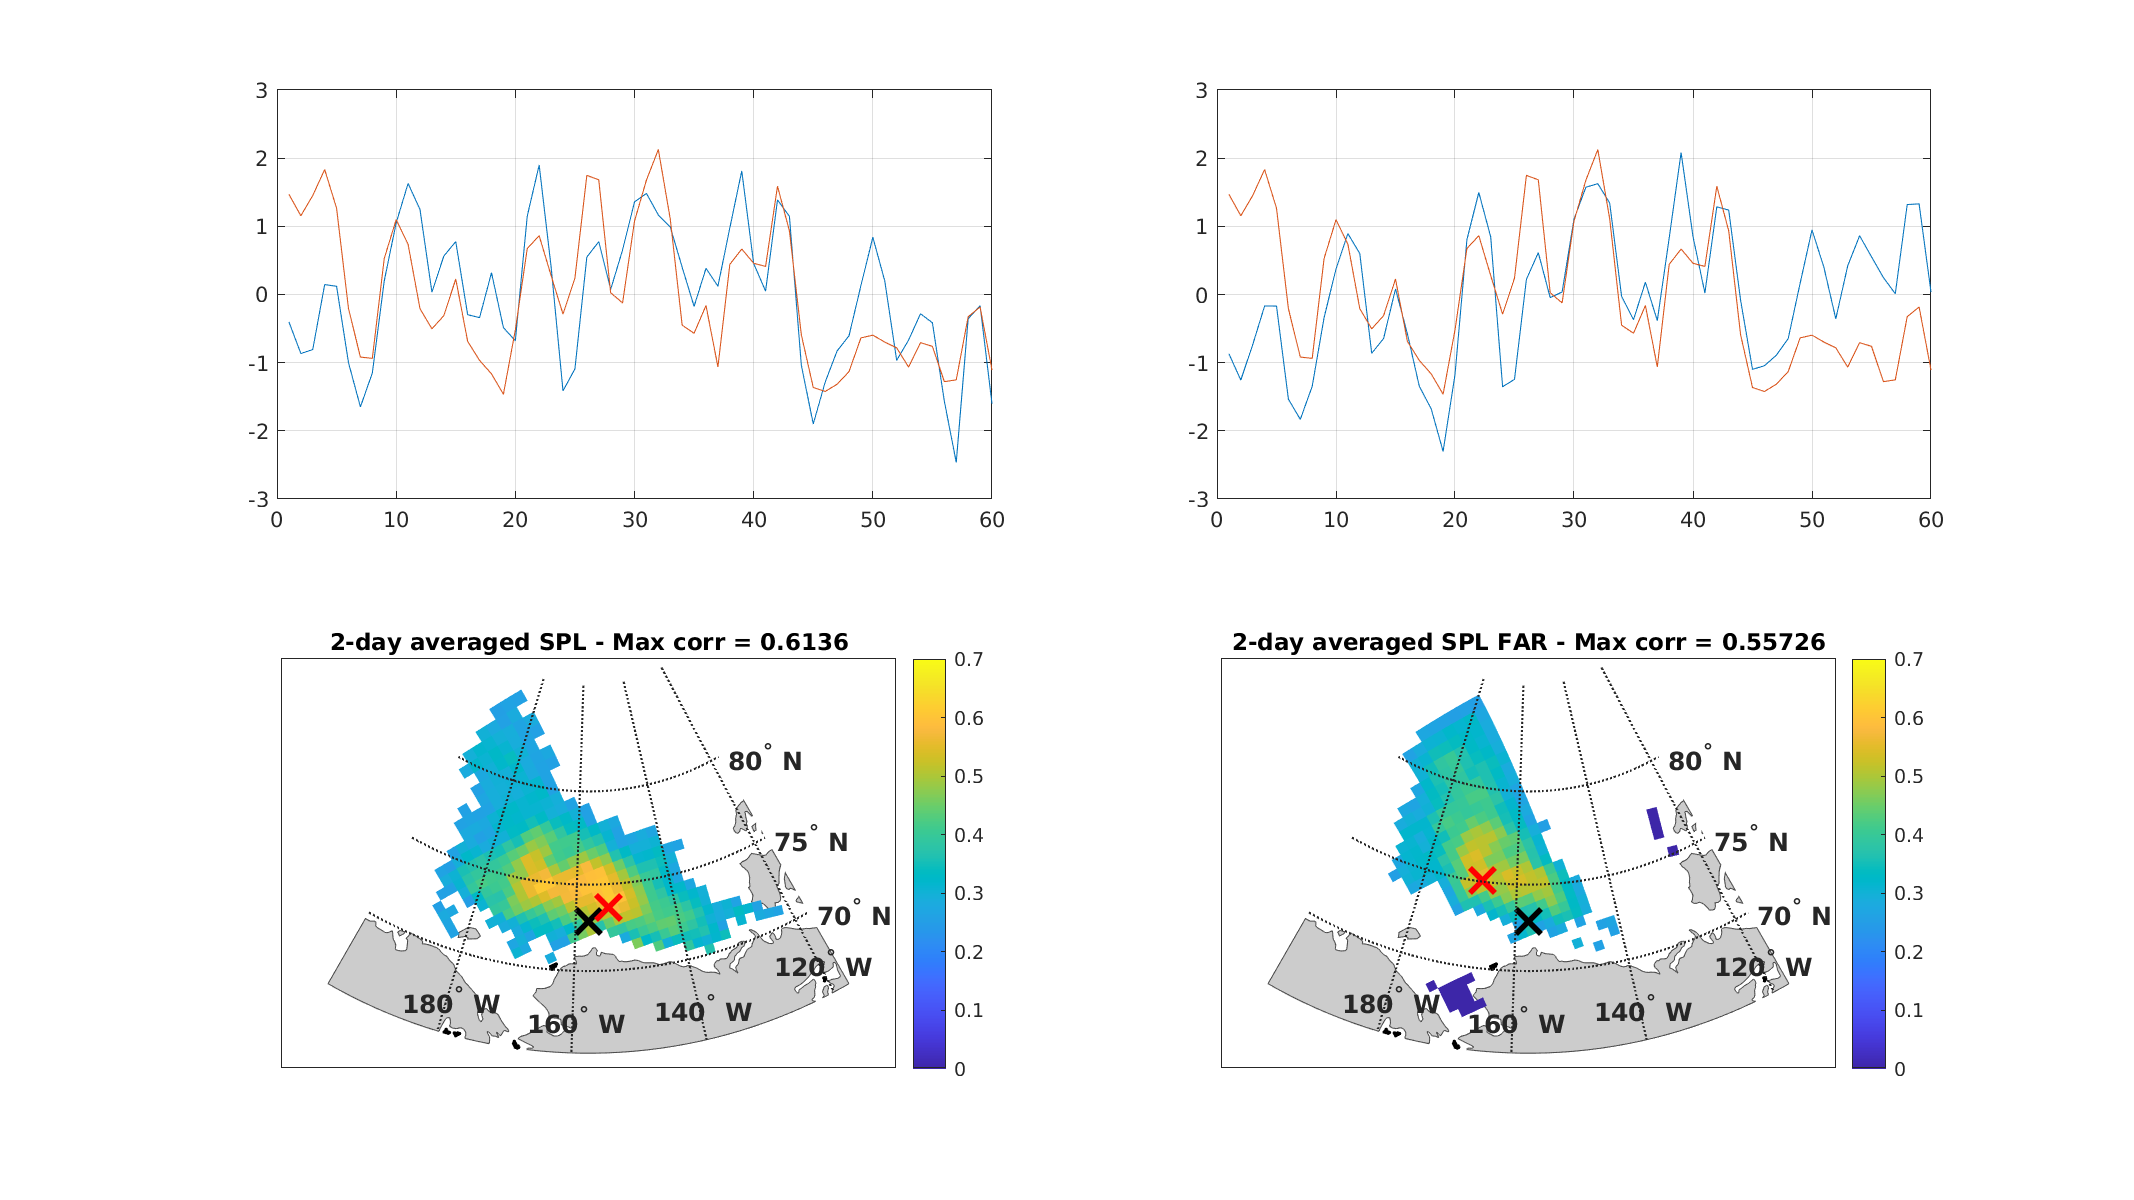 3
2
1
0
-1
-2
-3
0 10 20 30 40 50 60
3
2
1
0
-1
-2
-3
0 10 20 30 40 50 60
2-day averaged SPL - Max corr = 0.6136
80° N
75° N
70° N
120° W
180° W
160° W
140° W
0.7
0.6
0.5
0.4
0.3
0.2
0.1
0
2-day averaged SPL FAR - Max corr = 0.55726
80° N
75° N
70° N
120° W
180° W
160° W
140° W
0.7
0.6
0.5
0.4
0.3
0.2
0.1
0